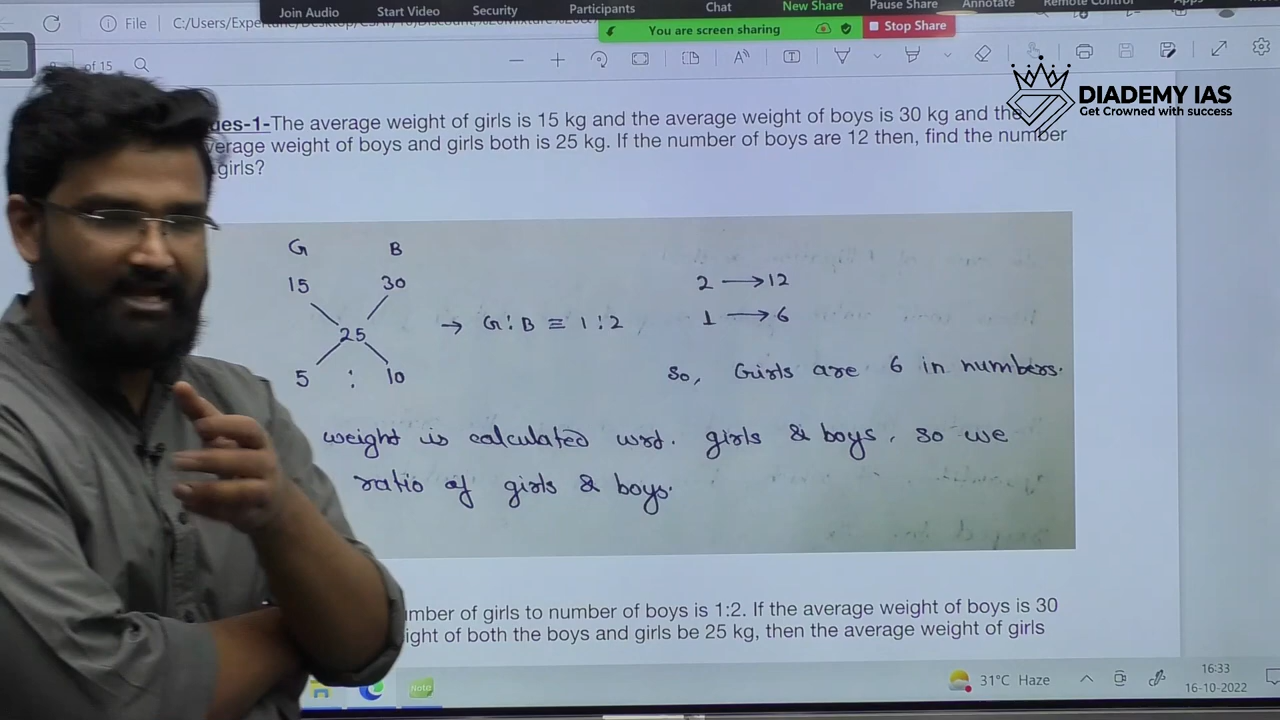 Join Audio Start Video Security Participants Chat New Share Pause Share Annotate Remote Control Apps
File C:/Users/
You are screen sharing Stop Share
of 15
DIADEMY IAS
Get Crowned with success
ues-1-The average weight of girls is 15 kg and the average weight of boys is 30 kg and the
verage weight of boys and girls both is 25 kg. If the number of boys are 12 then, find the number
girls?
G B
15 30
25
5 : 10
→ G:B ≡ 1:2
2 → 12
1 → 6
So, Girls are 6 in numbers.
weight is calculated wrt. girls & boys, so we
ratio of girls & boys.
mber of girls to number of boys is 1:2. If the average weight of boys is 30
ight of both the boys and girls be 25 kg, then the average weight of girls
Note
31°C Haze
16:33
16-10-2022